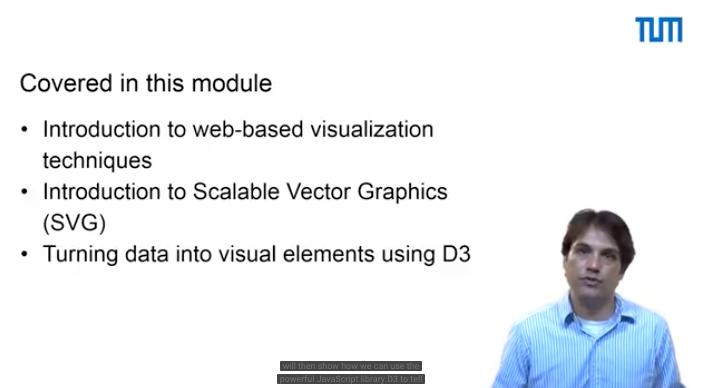 TUM
Covered in this module
• Introduction to web-based visualization
techniques
• Introduction to Scalable Vector Graphics
(SVG)
• Turning data into visual elements using D3
will then show how we can use the
powerful JavaScript library D3 to tell